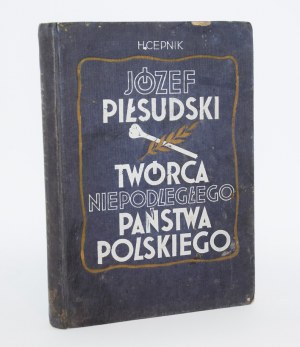 H.CEPNIK
JÓZEF
PIŁSUDSKI
TWÓRCA
NIEPODLEGŁEGO
PAŃSTWA
POLSKIEGO